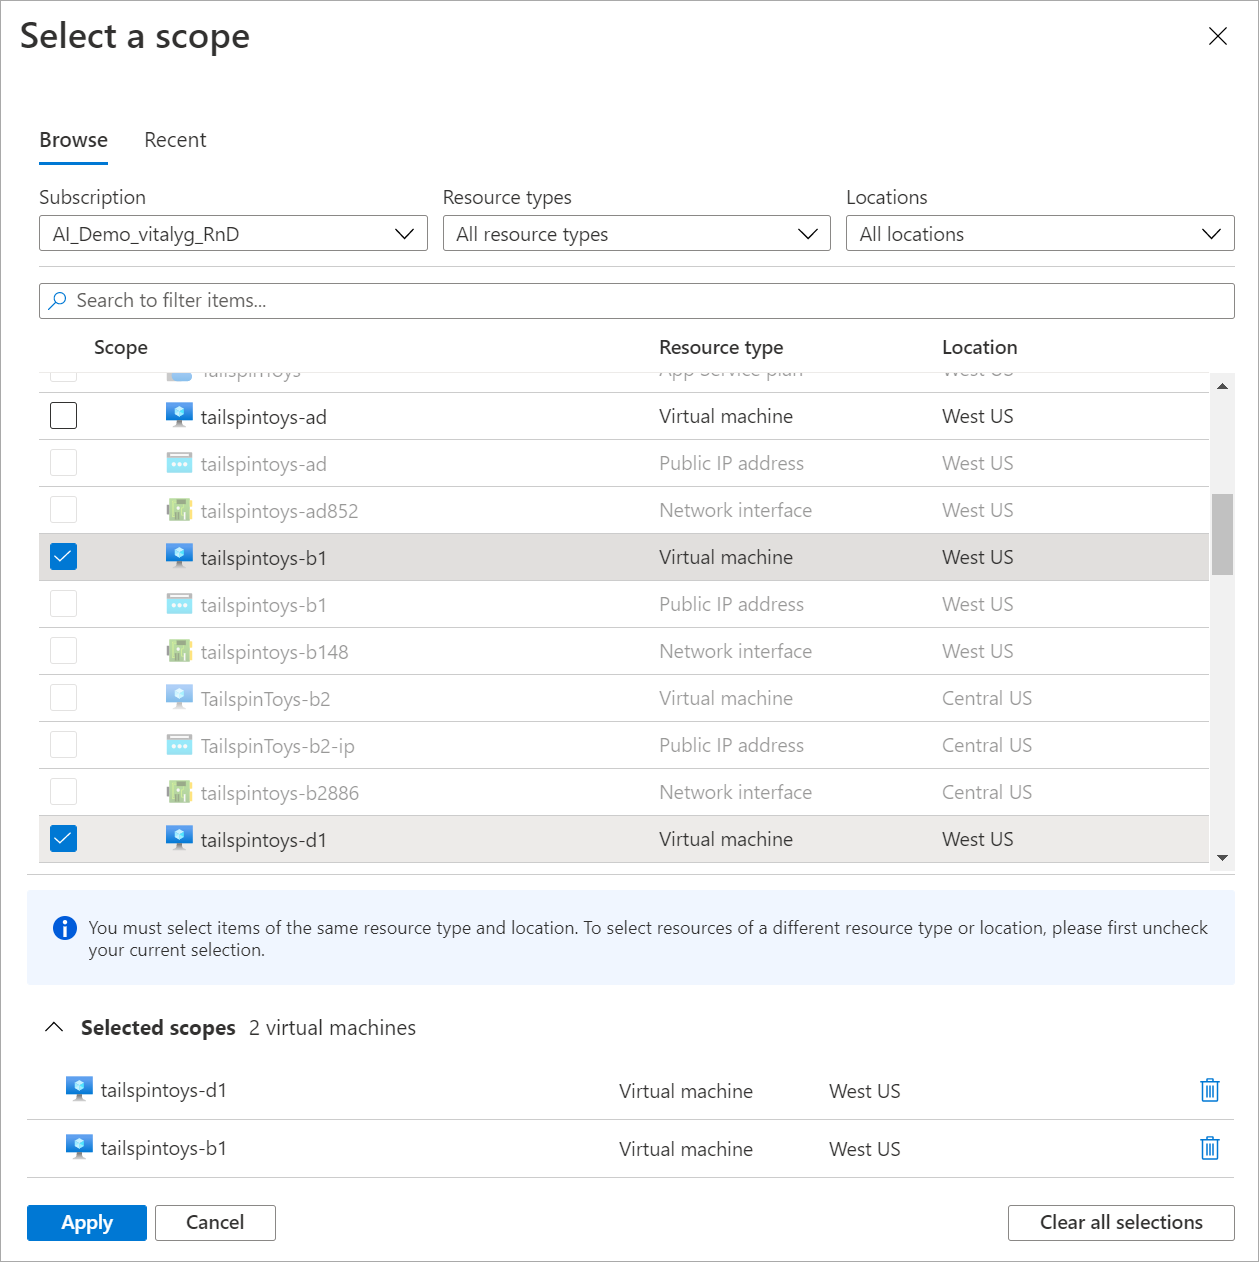 Select a scope
Browse Recent
Subscription Resource types Locations
AI_Demo_vitalyg_RnD All resource types All locations
Search to filter items...
Scope Resource type Location
TailspinToys App Service plan West US
tailspintoys-ad Virtual machine West US
tailspintoys-ad Public IP address West US
tailspintoys-ad852 Network interface West US
tailspintoys-b1 Virtual machine West US
tailspintoys-b1 Public IP address West US
tailspintoys-b148 Network interface West US
TailspinToys-b2 Virtual machine Central US
TailspinToys-b2-ip Public IP address Central US
tailspintoys-b2886 Network interface Central US
tailspintoys-d1 Virtual machine West US
You must select items of the same resource type and location. To select resources of a different resource type or location, please first uncheck
your current selection.
Selected scopes 2 virtual machines
tailspintoys-d1 Virtual machine West US
tailspintoys-b1 Virtual machine West US
Apply Cancel Clear all selections